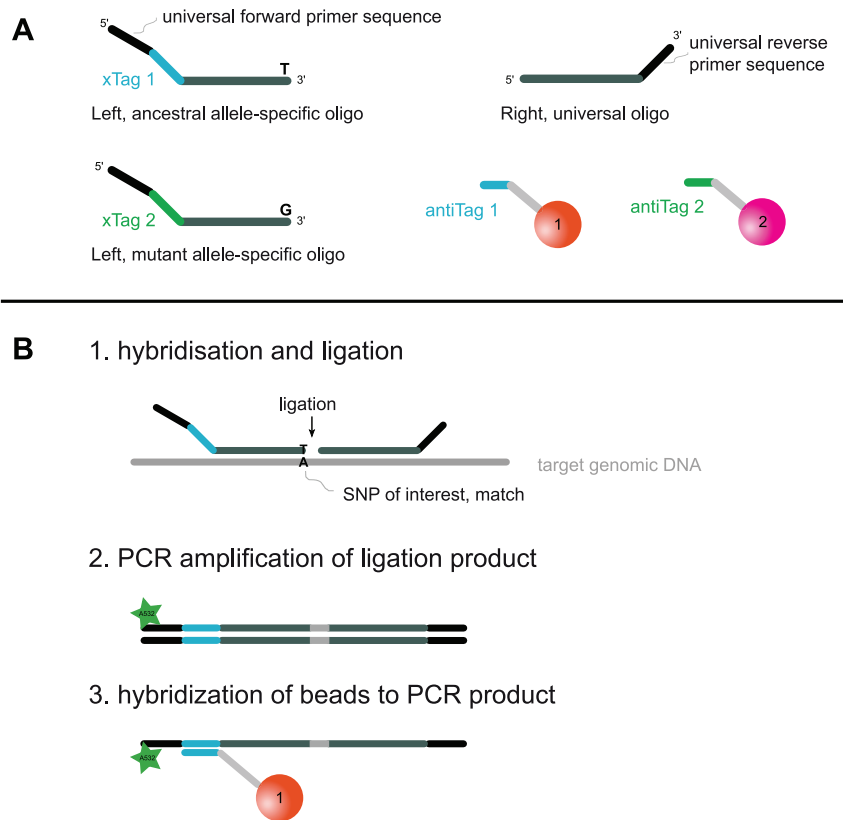 A
5'
universal forward primer sequence
T
3'
xTag 1
Left, ancestral allele-specific oligo
3'
universal reverse
primer sequence
5'
Right, universal oligo
5'
xTag 2
G
3'
Left, mutant allele-specific oligo
antiTag 1
1
antiTag 2
2
B
1. hybridisation and ligation
ligation
T
A
target genomic DNA
SNP of interest, match
2. PCR amplification of ligation product
A532
3. hybridization of beads to PCR product
A532
1